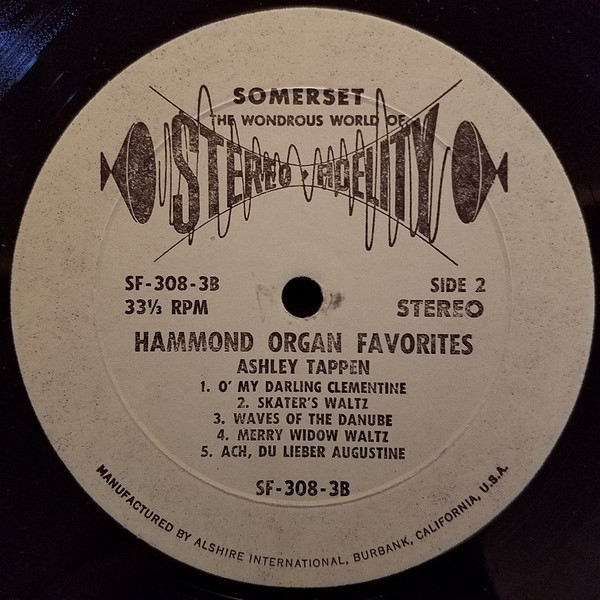 SOMERSET
THE WONDROUS WORLD OF
STEREO · FIDELITY
SF-308-3B
SIDE 2
33⅓ RPM
STEREO
HAMMOND ORGAN FAVORITES
ASHLEY TAPPEN
1. O' MY DARLING CLEMENTINE
2. SKATER'S WALTZ
3. WAVES OF THE DANUBE
4. MERRY WIDOW WALTZ
5. ACH, DU LIEBER AUGUSTINE
SF-308-3B
MANUFACTURED BY ALSHIRE INTERNATIONAL, BURBANK, CALIFORNIA, U.S.A.